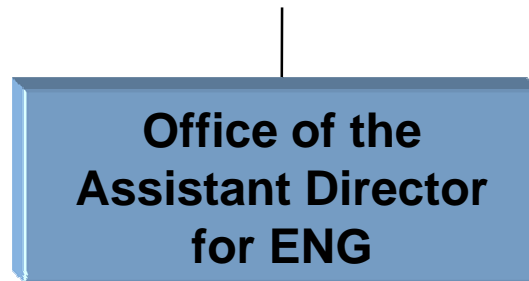 Office of the
Assistant Director
for ENG